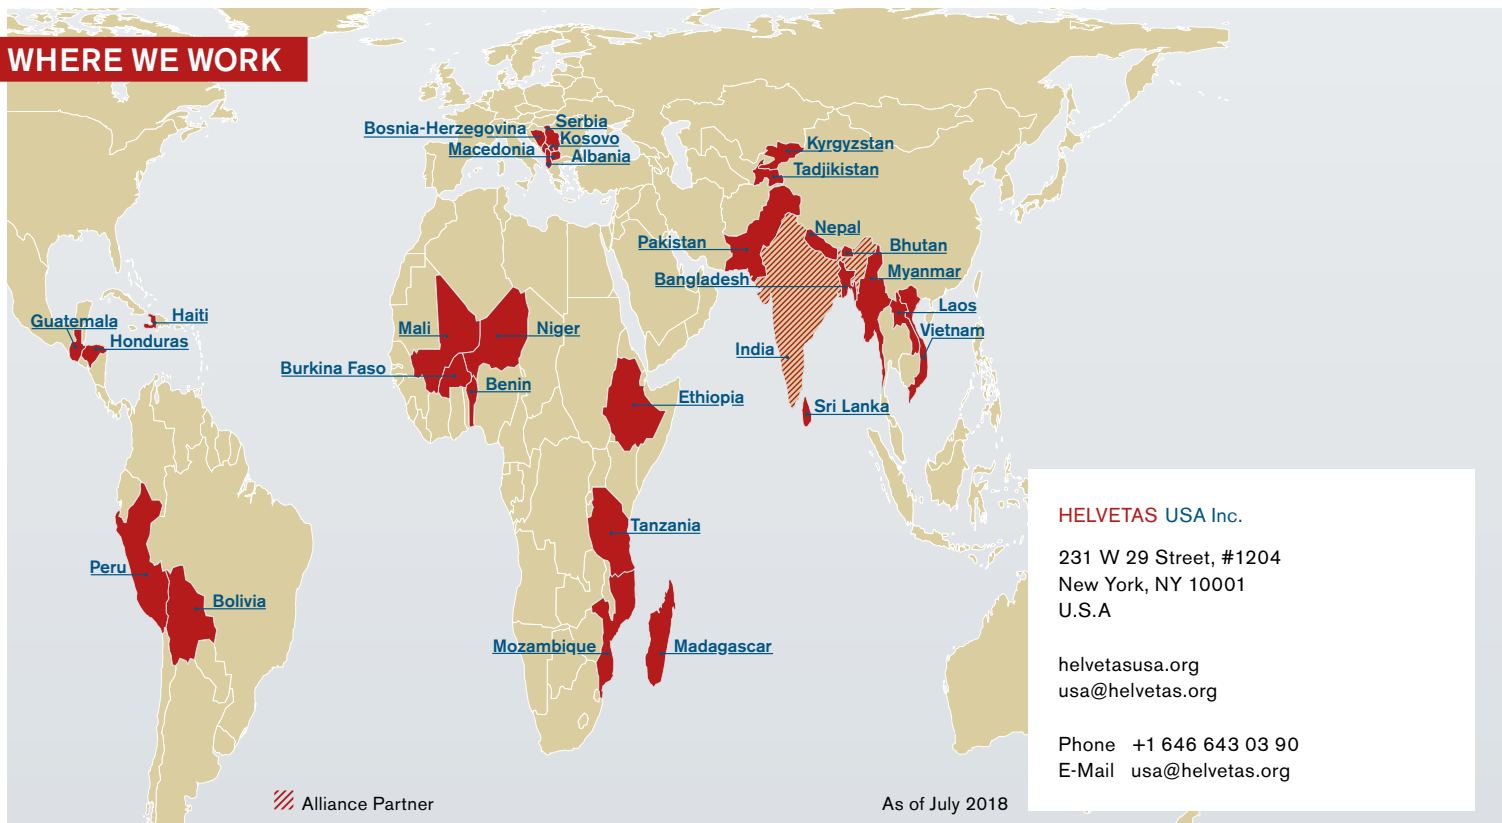 WHERE WE WORK
Bosnia-Herzegovina
Serbia
Kosovo
Macedonia
Albania
Kyrgyzstan
Tadjikistan
Pakistan
Nepal
Bhutan
Bangladesh
Myanmar
Laos
Vietnam
India
Sri Lanka
Guatemala
Haiti
Honduras
Mali
Niger
Burkina Faso
Benin
Ethiopia
Tanzania
Peru
Bolivia
Mozambique
Madagascar
HELVETAS USA Inc.
231 W 29 Street, #1204
New York, NY 10001
U.S.A
helvetasusa.org
usa@helvetas.org
Phone +1 646 643 03 90
E-Mail usa@helvetas.org
Alliance Partner
As of July 2018